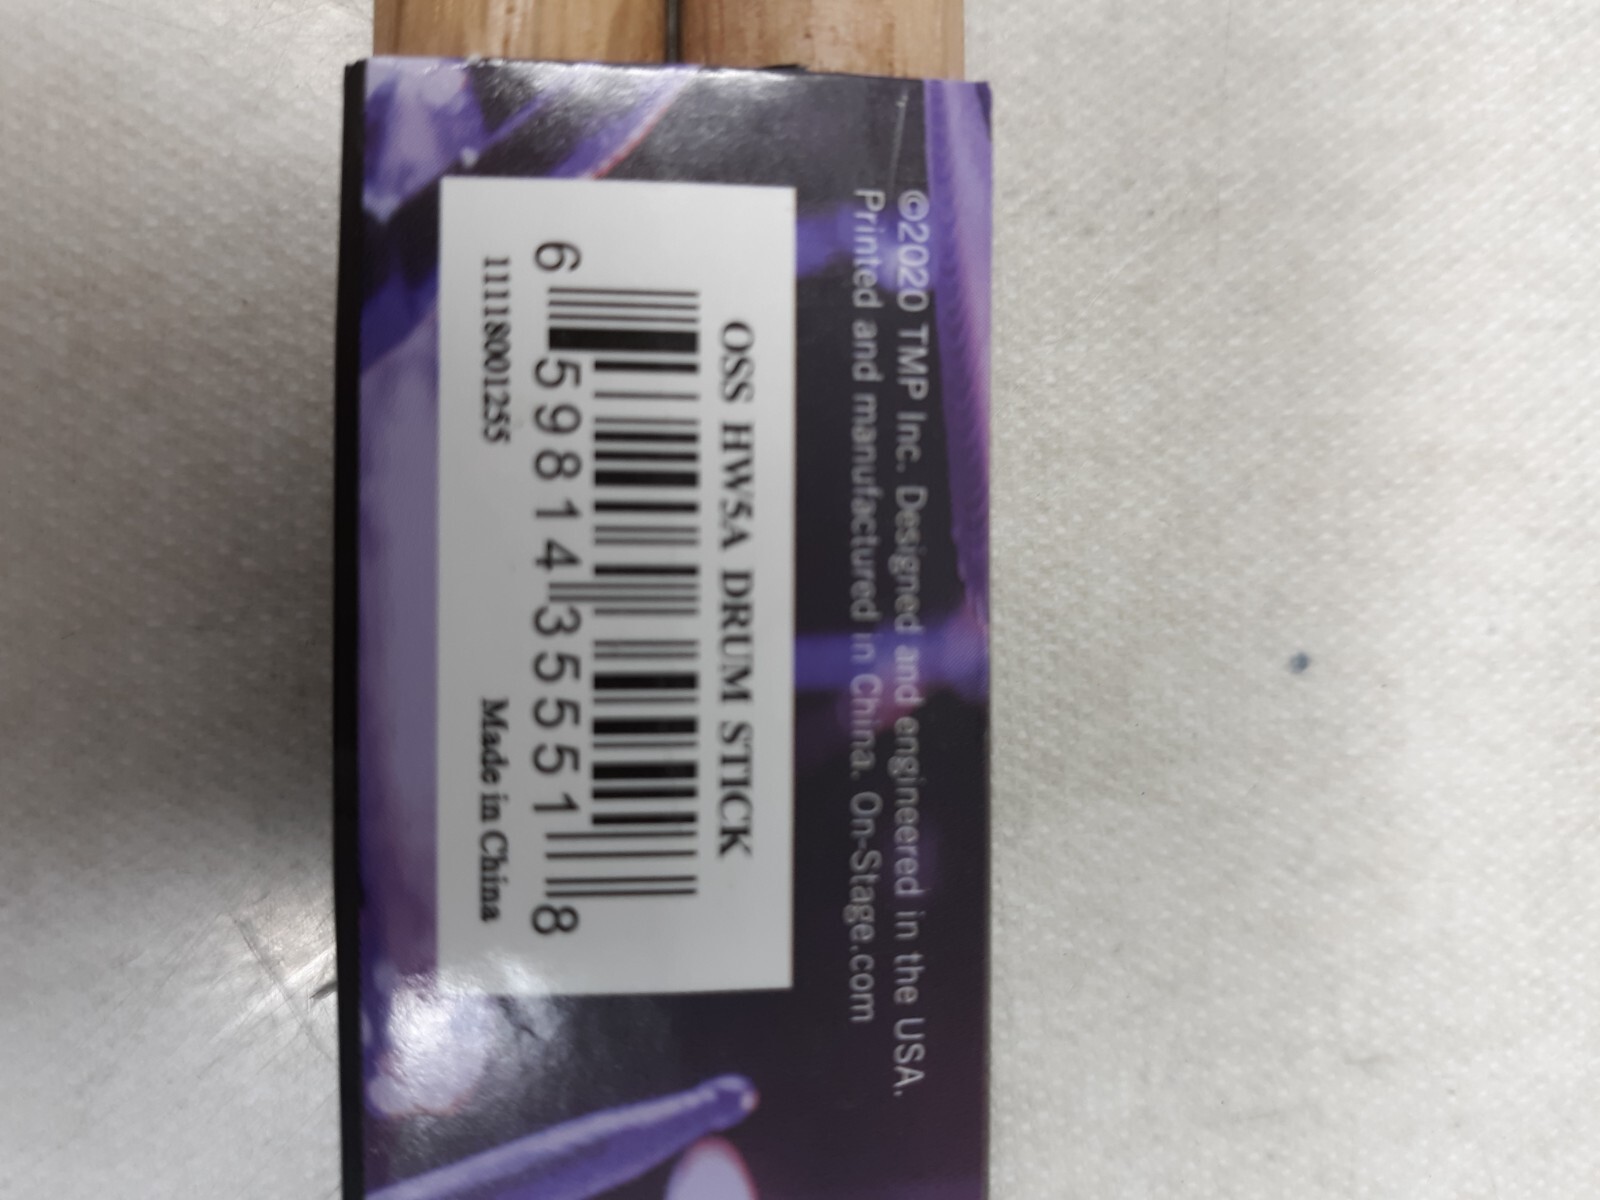 ©2020 TMP Inc. Designed and engineered in the USA.
Printed and manufactured in China. On-Stage.com
OSS HW5A DRUM STICK
6 59814 35551 8
11118001255 Made in China